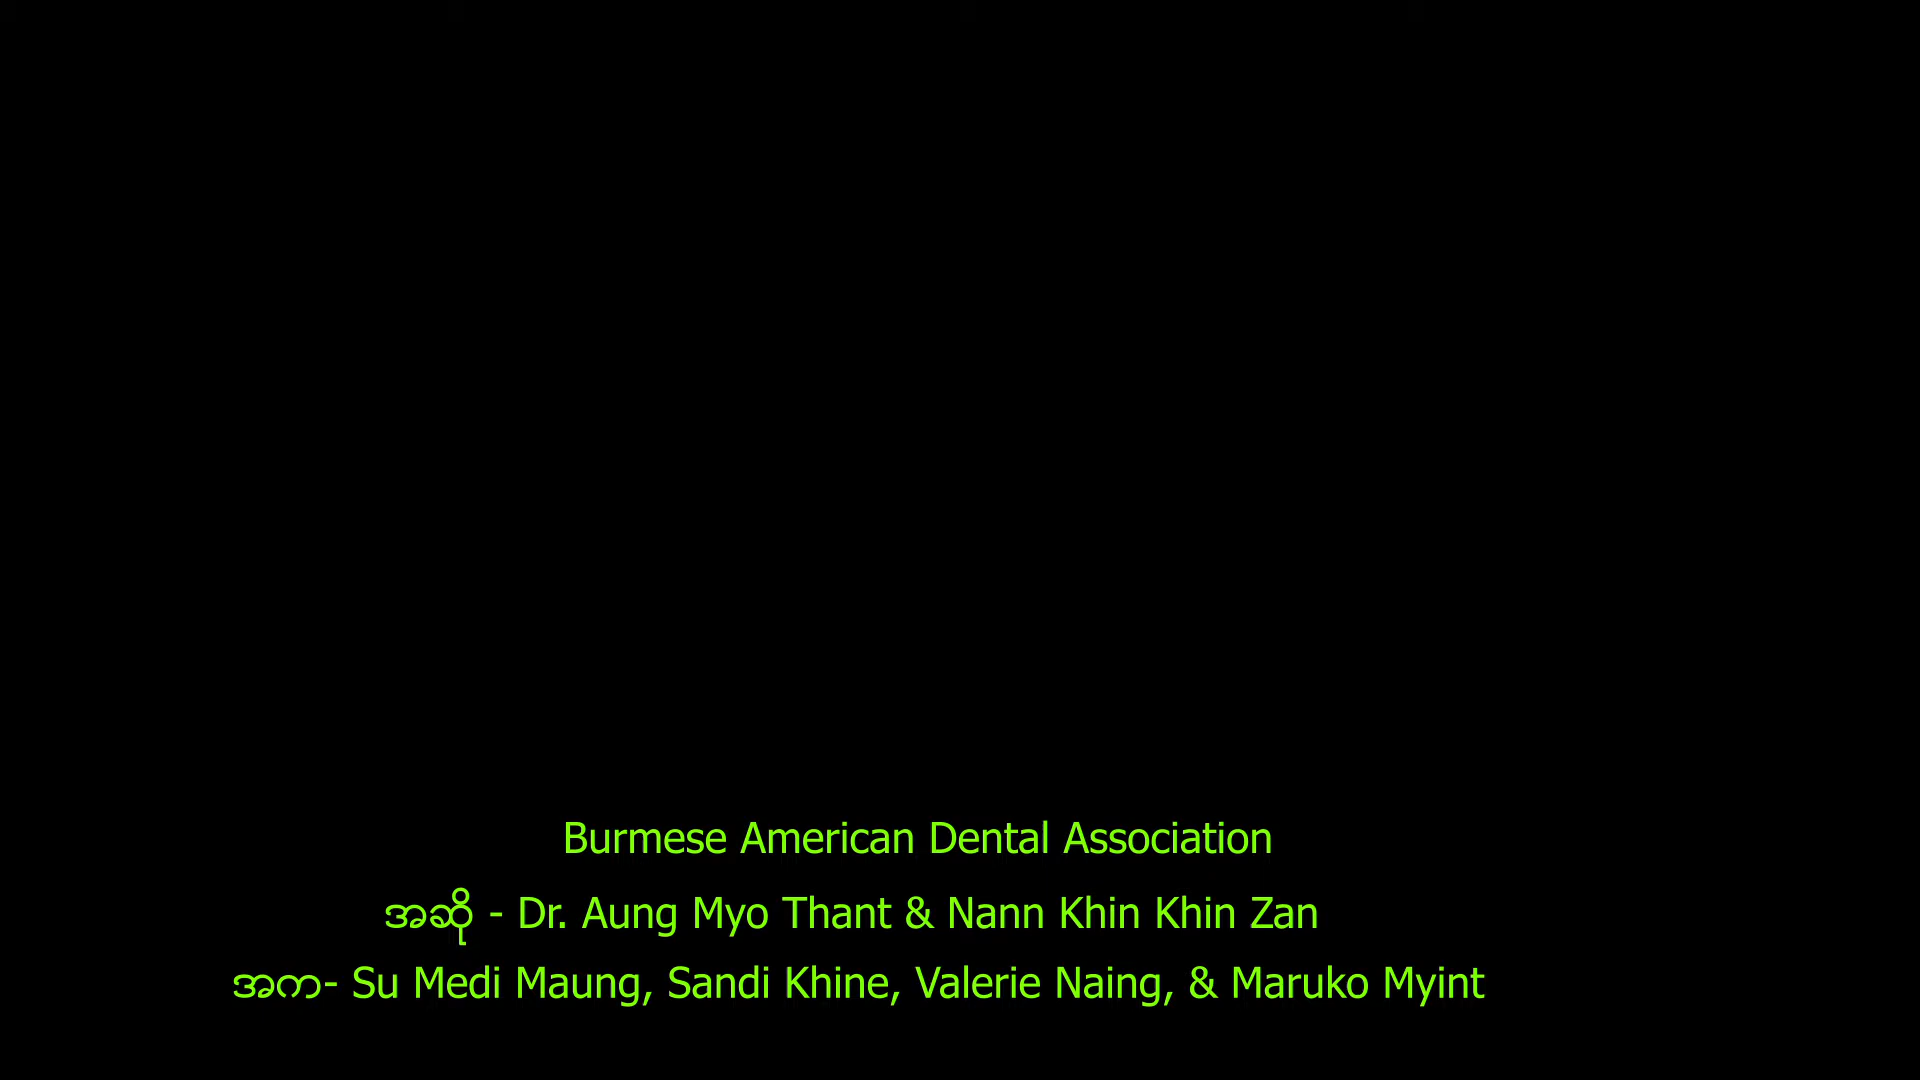 Burmese American Dental Association
အဆို - Dr. Aung Myo Thant & Nann Khin Khin Zan
အက- Su Medi Maung, Sandi Khine, Valerie Naing, & Maruko Myint